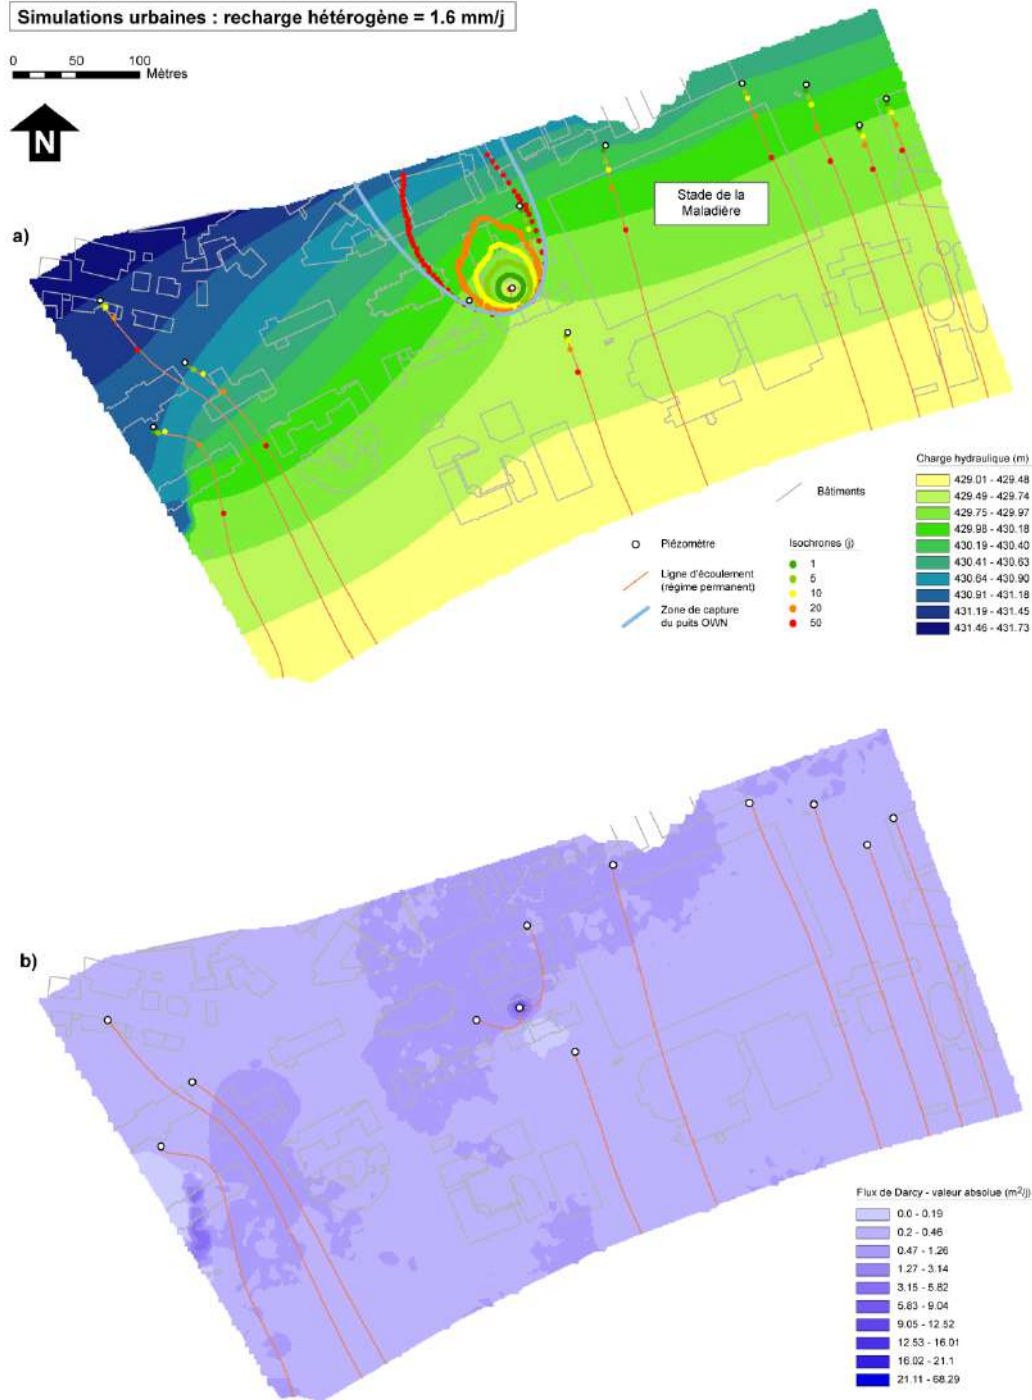 Simulations urbaines : recharge hétérogène = 1.6 mm/j
0 50 100
Mètres
N
a)
Stade de la
Maladière
Bâtiments
Piézomètre
Ligne d'écoulement
(régime permanent)
Zone de capture
du puits OWN
Isochrones (j)
1
5
10
20
50
Charge hydraulique (m)
429.01 - 429.48
429.49 - 429.74
429.75 - 429.97
429.98 - 430.18
430.19 - 430.40
430.41 - 430.63
430.64 - 430.90
430.91 - 431.18
431.19 - 431.45
431.46 - 431.73
b)
Flux de Darcy - valeur absolue (m²/j)
0.0 - 0.19
0.2 - 0.46
0.47 - 1.26
1.27 - 3.14
3.15 - 5.82
5.83 - 9.04
9.05 - 12.52
12.53 - 16.01
16.02 - 21.1
21.11 - 68.29